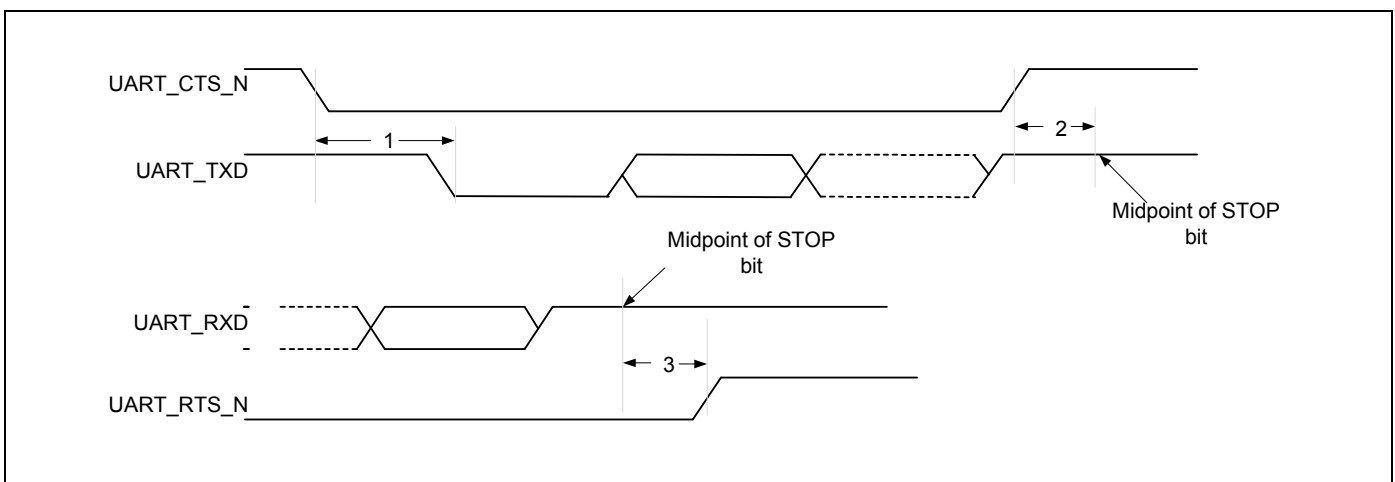 UART_CTS_N
1
2
UART_TXD
Midpoint of STOP
bit
Midpoint of STOP
bit
UART_RXD
3
UART_RTS_N